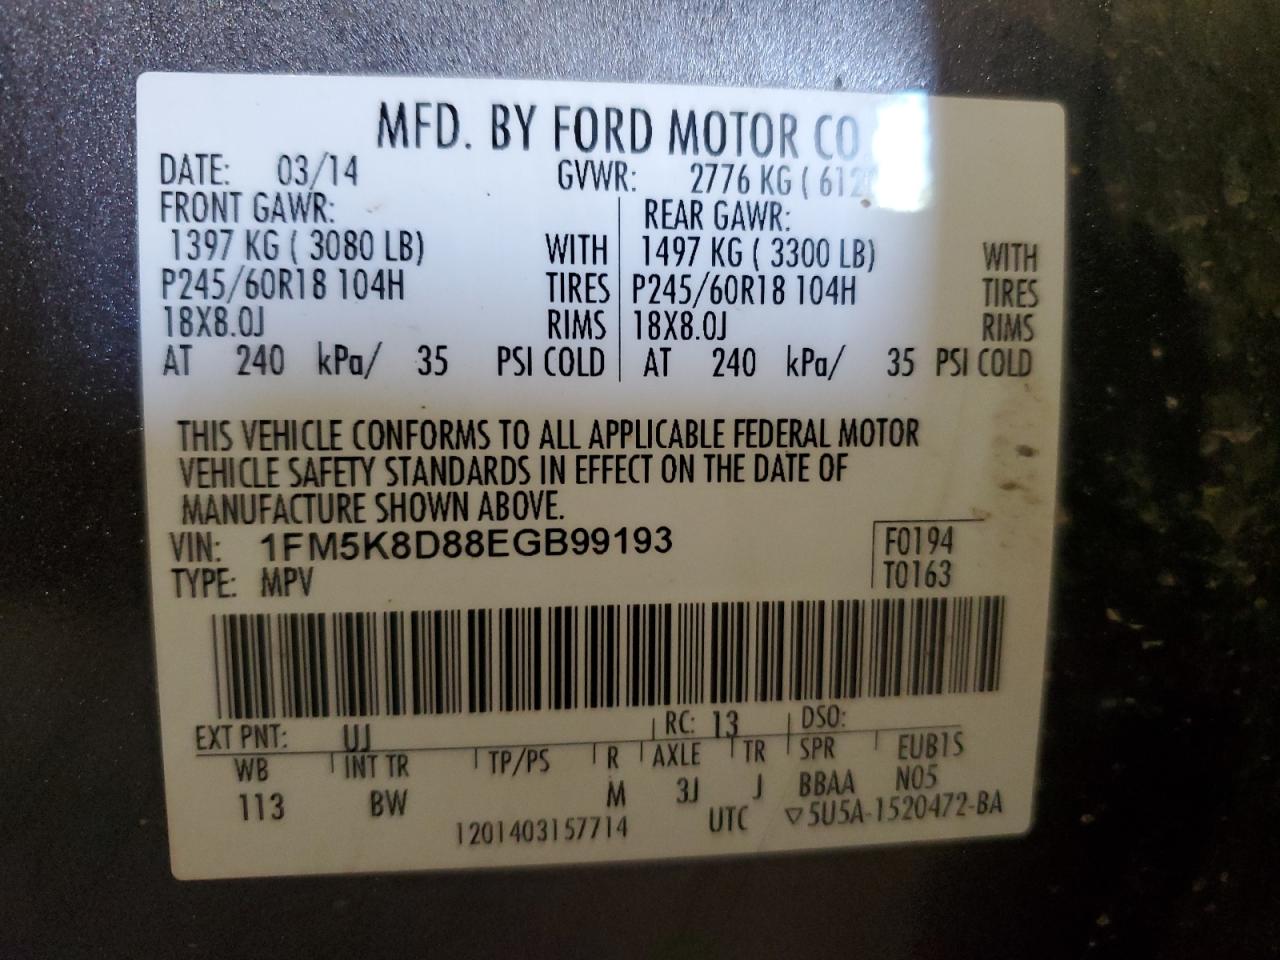 MFD. BY FORD MOTOR CO
DATE: 03/14 GVWR: 2776 KG
FRONT GAWR: REAR GAWR:
1397 KG ( 3080 LB) WITH 1497 KG ( 3300 LB) WITH
P245/60R18 104H TIRES P245/60R18 104H TIRES
18X8.0J RIMS 18X8.0J RIMS
AT 240 kPa/ 35 PSI COLD AT 240 kPa/ 35 PSI COLD
THIS VEHICLE CONFORMS TO ALL APPLICABLE FEDERAL MOTOR
VEHICLE SAFETY STANDARDS IN EFFECT ON THE DATE OF
MANUFACTURE SHOWN ABOVE.
VIN: 1FM5K8D88EGB99193 F0194
TYPE: MPV T0163
EXT PNT: UJ RC: 13 DSO:
WB INT TR TP/PS R AXLE TR SPR EUB1S
113 BW M 3J J BBAA N05
1201403157714 UTC ▽5U5A-1520472-BA